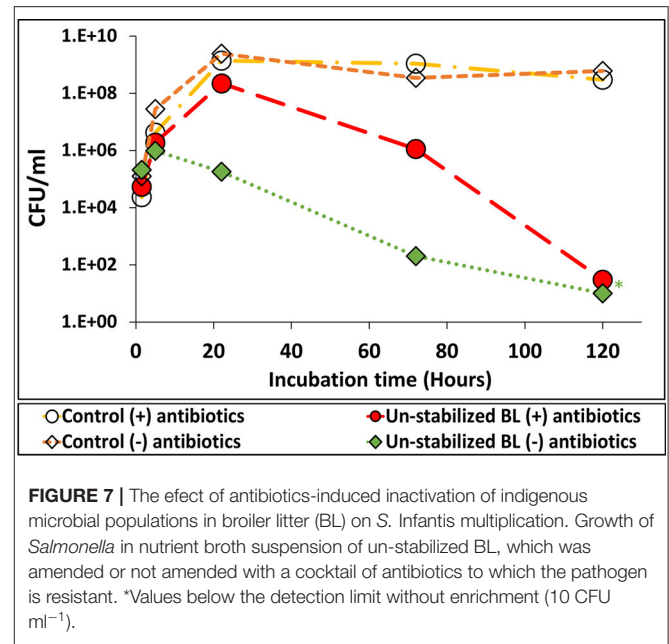 1.E+10
1.E+08
1.E+06
1.E+04
1.E+02
1.E+00
CFU/ml
*
0 20 40 60 80 100 120
Incubation time (Hours)
Control (+) antibiotics Un-stabilized BL (+) antibiotics
Control (-) antibiotics Un-stabilized BL (-) antibiotics
FIGURE 7 | The efect of antibiotics-induced inactivation of indigenous
microbial populations in broiler litter (BL) on S. Infantis multiplication. Growth of
Salmonella in nutrient broth suspension of un-stabilized BL, which was
amended or not amended with a cocktail of antibiotics to which the pathogen
is resistant. *Values below the detection limit without enrichment (10 CFU
ml⁻¹).